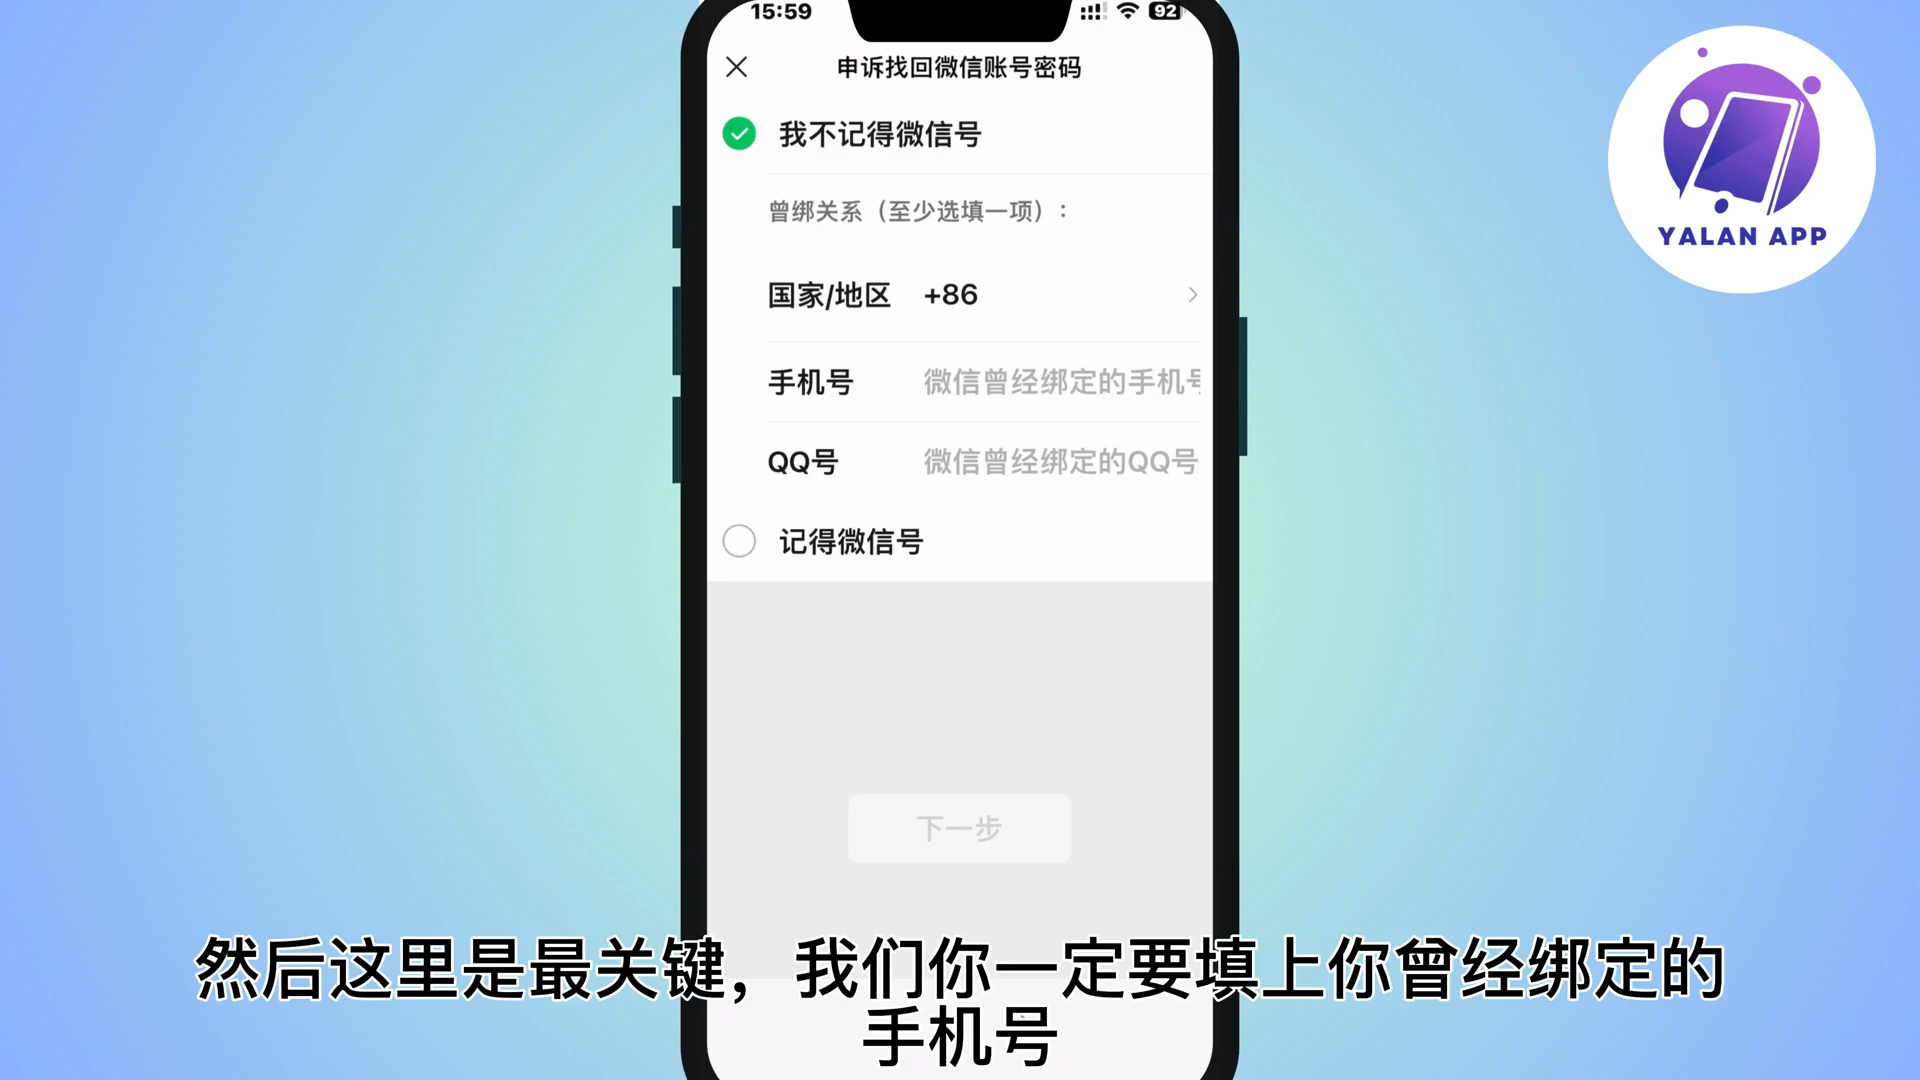 15:59
92
申诉找回微信账号密码
我不记得微信号
曾绑关系（至少选填一项）：
国家/地区 +86
手机号 微信曾经绑定的手机号
QQ号 微信曾经绑定的QQ号
记得微信号
下一步
YALAN APP
然后这里是最关键，我们你一定要填上你曾经绑定的
手机号